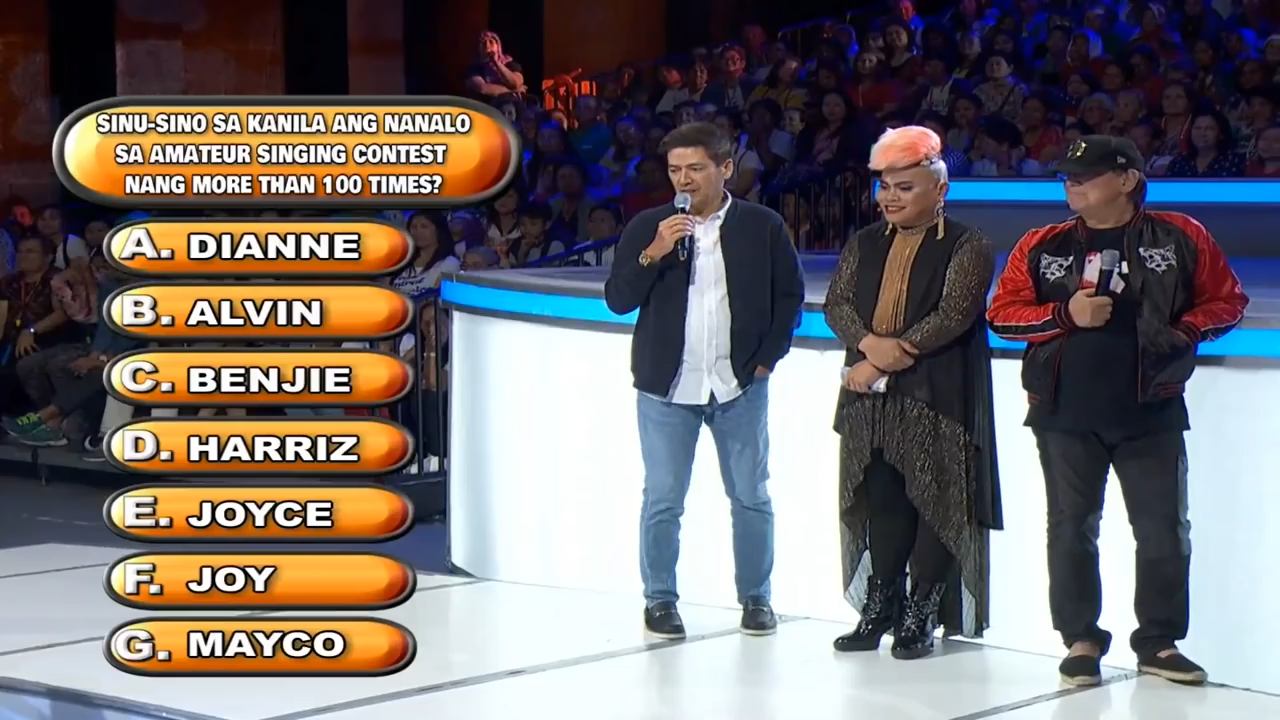 SINU-SINO SA KANILA ANG NANALO
SA AMATEUR SINGING CONTEST
NANG MORE THAN 100 TIMES?
A. DIANNE
B. ALVIN
C. BENJIE
D. HARRIZ
E. JOYCE
F. JOY
G. MAYCO